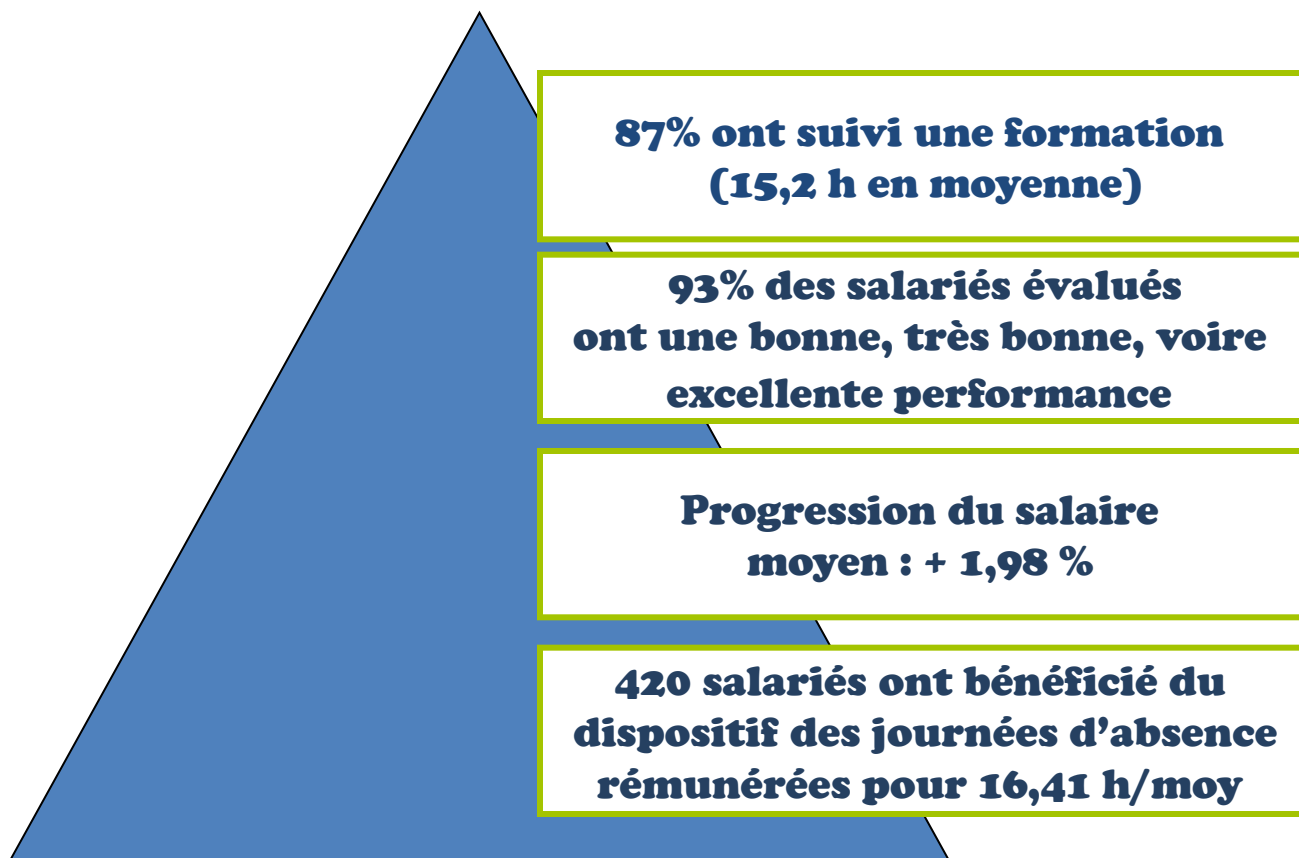 87% ont suivi une formation
(15,2 h en moyenne)
93% des salariés évalués
ont une bonne, très bonne, voire
excellente performance
Progression du salaire
moyen : + 1,98 %
420 salariés ont bénéficié du
dispositif des journées d’absence
rémunérées pour 16,41 h/moy